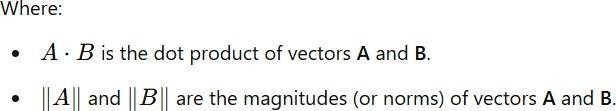 Where:
• A · B is the dot product of vectors A and B.
• ‖A‖ and ‖B‖ are the magnitudes (or norms) of vectors A and B.